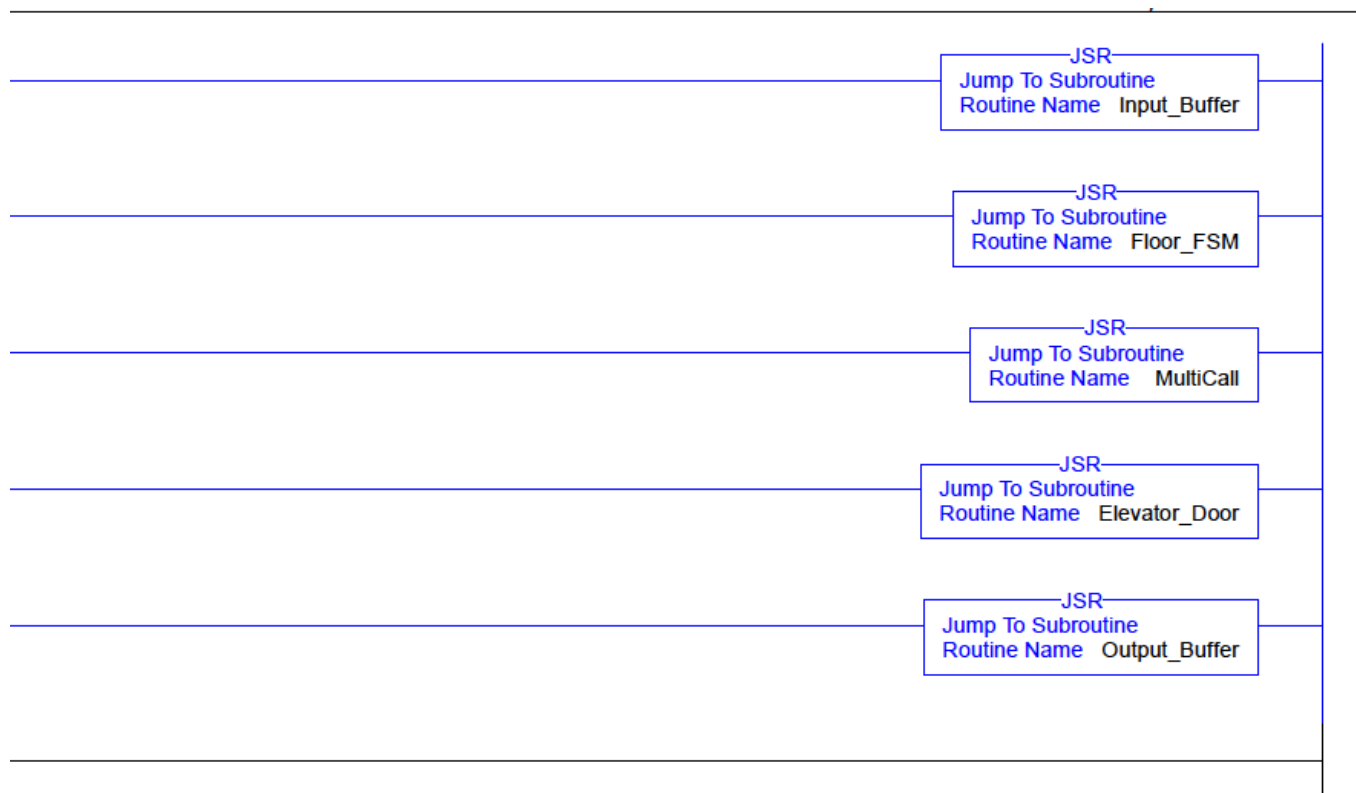 JSR
Jump To Subroutine
Routine Name Input_Buffer
JSR
Jump To Subroutine
Routine Name Floor_FSM
JSR
Jump To Subroutine
Routine Name MultiCall
JSR
Jump To Subroutine
Routine Name Elevator_Door
JSR
Jump To Subroutine
Routine Name Output_Buffer